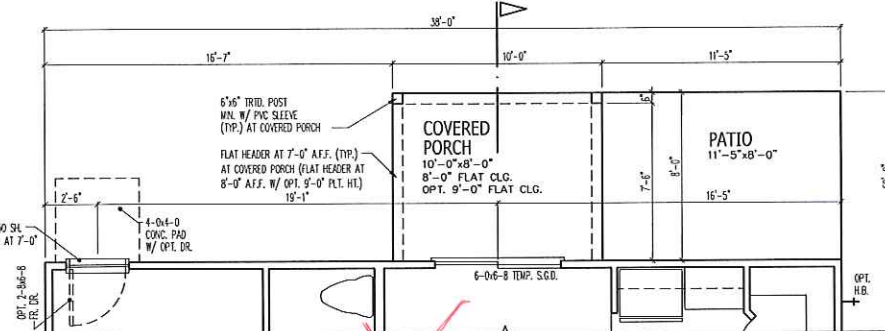 38'-0"
16'-7"
10'-0"
11'-5"
6"x6" TRTD. POST
MIN. W/ PVC SLEEVE
(TYP.) AT COVERED PORCH
FLAT HEADER AT 7'-0" A.F.F. (TYP.)
AT COVERED PORCH (FLAT HEADER AT
8'-0" A.F.F. W/ OPT. 9'-0" PLT. HT.)
COVERED
PORCH
10'-0"x8'-0"
8'-0" FLAT CLG.
OPT. 9'-0" FLAT CLG.
6"
7'-6"
8'-0"
PATIO
11'-5"x8'-0"
2'-6"
19'-1"
16'-5"
4-0x4-0
CONC. PAD
W/ OPT. DR.
SH.
AT 7'-0"
OPT. 2-8x6-8
FR. DR.
6-0x6-8 TEMP. S.G.D.
OPT.
H.B.